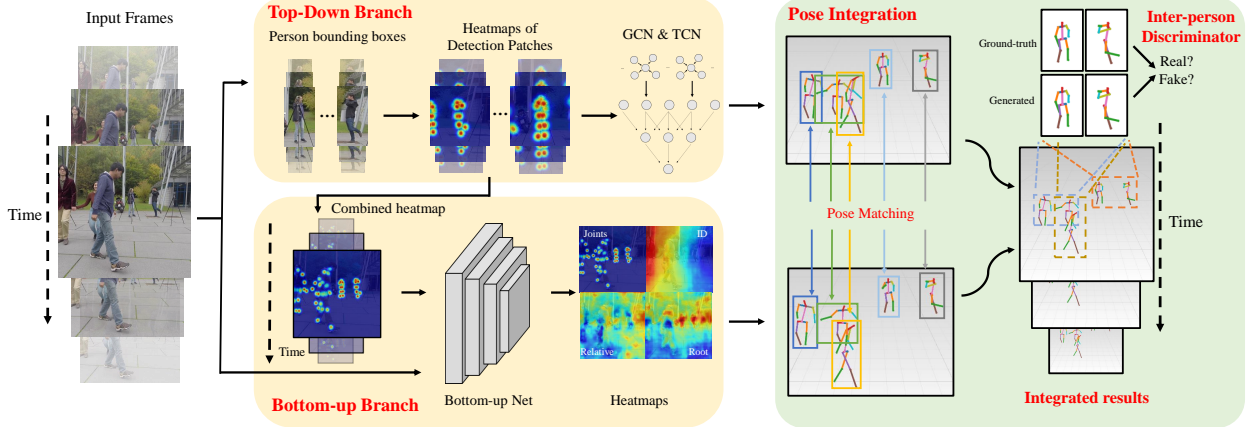 Input Frames
Time
Top-Down Branch
Person bounding boxes
Heatmaps of
Detection Patches
GCN & TCN
...
...
Combined heatmap
Time
Bottom-up Branch
Bottom-up Net
Joints
ID
Relative
Root
Heatmaps
Pose Integration
Pose Matching
Inter-person
Discriminator
Ground-truth
Generated
Real?
Fake?
Time
Integrated results